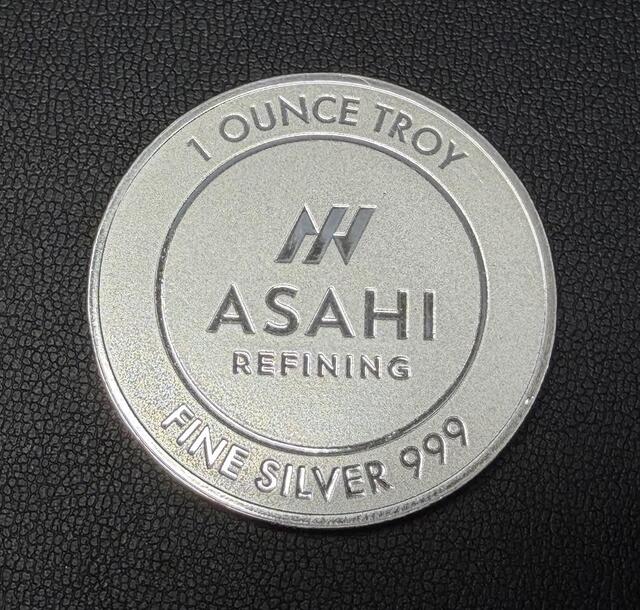 1 OUNCE TROY
ASAHI
REFINING
FINE SILVER 999